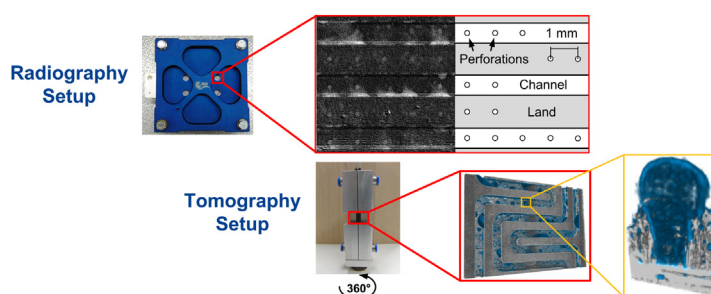 Radiography
Setup
1 mm
Perforations
Channel
Land
Tomography
Setup
360°